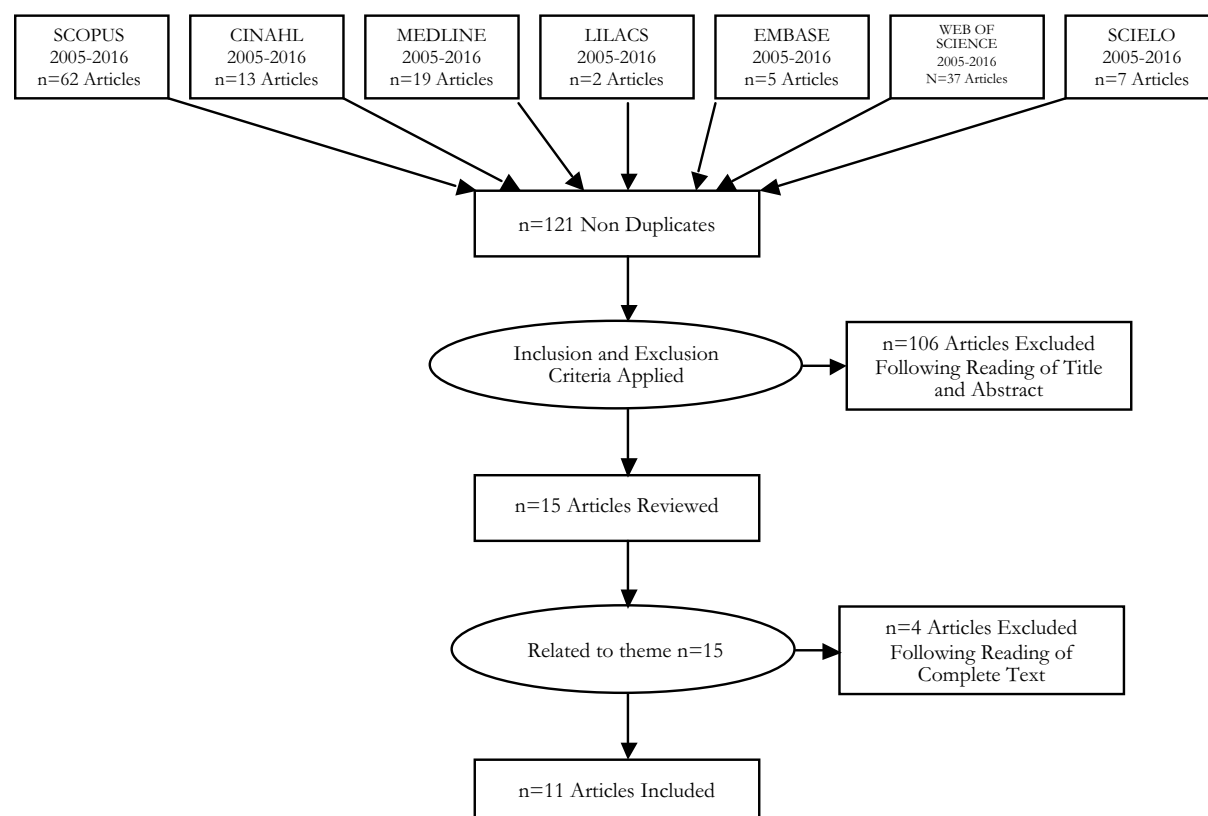 SCOPUS
2005-2016
n=62 Articles
CINAHL
2005-2016
n=13 Articles
MEDLINE
2005-2016
n=19 Articles
LILACS
2005-2016
n=2 Articles
EMBASE
2005-2016
n=5 Articles
WEB OF
SCIENCE
2005-2016
N=37 Articles
SCIELO
2005-2016
n=7 Articles
n=121 Non Duplicates
Inclusion and Exclusion
Criteria Applied
n=106 Articles Excluded
Following Reading of Title
and Abstract
n=15 Articles Reviewed
Related to theme n=15
n=4 Articles Excluded
Following Reading of
Complete Text
n=11 Articles Included